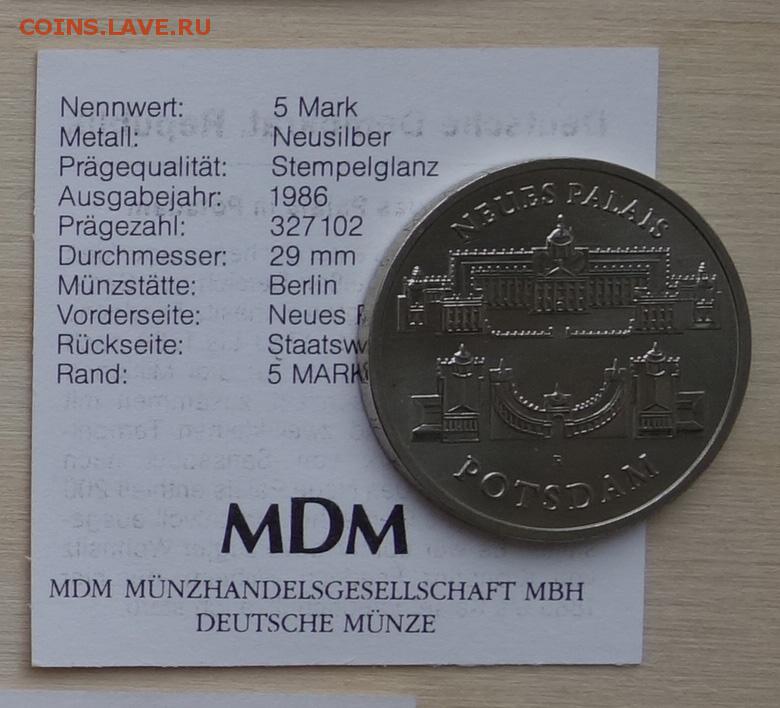 COINS.LAVE.RU
Nennwert: 5 Mark
Metall: Neusilber
Prägequalität: Stempelglanz
Ausgabejahr: 1986
Prägezahl: 327102
Durchmesser: 29 mm
Münzstätte: Berlin
Vorderseite: Neues
Rückseite: Staatsw
Rand: 5 MARK
NEUES PALAIS
POTSDAM
MDM
MDM MÜNZHANDELSGESELLSCHAFT MBH
DEUTSCHE MÜNZE